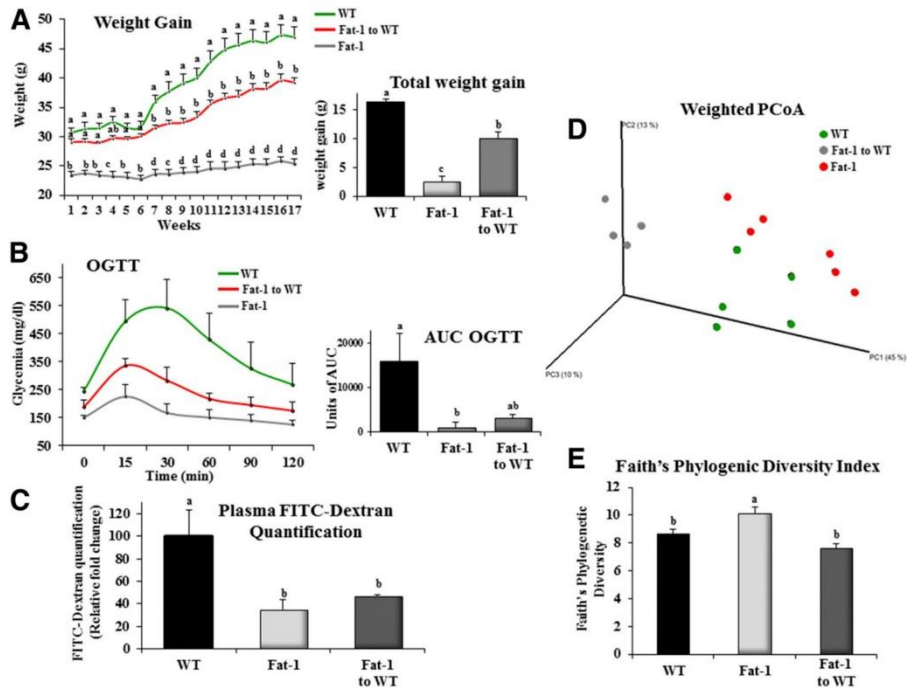 A
Weight Gain
WT
Fat-1 to WT
Fat-1
Weight (g)
50
45
40
35
30
25
20
a a a a a a a a a a a a a a a a a
a a a ab a a b b b b b b b b b b b
b b b c b b d c d d d d d d c c c
1 2 3 4 5 6 7 8 9 10 11 12 13 14 15 16 17
Weeks
Total weight gain
weight gain (g)
15
10
5
0
a
c
b
WT
Fat-1
Fat-1
to WT
B
OGTT
WT
Fat-1 to WT
Fat-1
Glycemia (mg/dl)
650
550
450
350
250
150
50
0 15 30 60 90 120
Time (min)
AUC OGTT
Units of AUC
20000
10000
0
a
b
ab
WT
Fat-1
Fat-1
to WT
C
Plasma FITC-Dextran
Quantification
FITC-Dextran quantification
(Relative fold change)
120
100
80
60
40
20
0
a
b
b
WT
Fat-1
Fat-1
to WT
D
Weighted PCoA
PC2 (13 %)
WT
Fat-1 to WT
Fat-1
PC1 (45 %)
PC3 (10 %)
E
Faith's Phylogenic Diversity Index
Faith's Phylogenetic
Diversity
12
10
8
6
4
2
0
b
a
b
WT
Fat-1
Fat-1
to WT